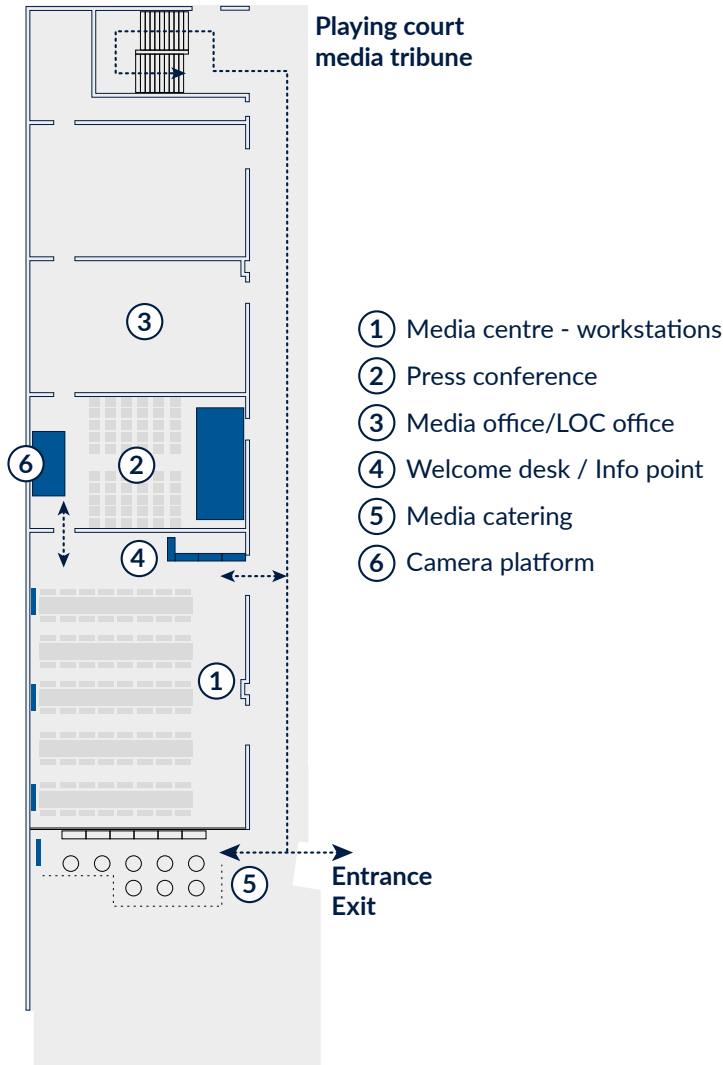 Playing court
media tribune
3
1 Media centre - workstations
2 Press conference
3 Media office/LOC office
6
2
4 Welcome desk / Info point
5 Media catering
4
6 Camera platform
1
5
Entrance
Exit